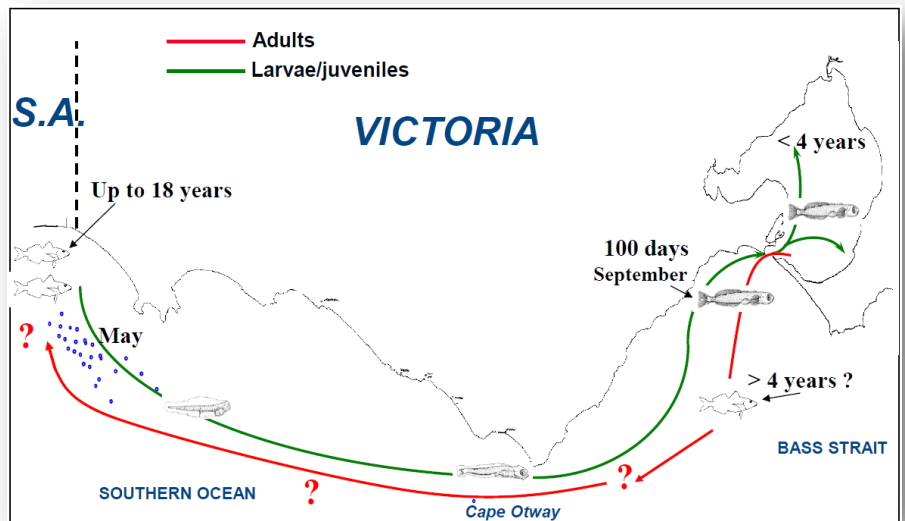 Adults
Larvae/juveniles
S.A.
VICTORIA
< 4 years
Up to 18 years
100 days
September
?
May
> 4 years ?
BASS STRAIT
?
?
SOUTHERN OCEAN
Cape Otway